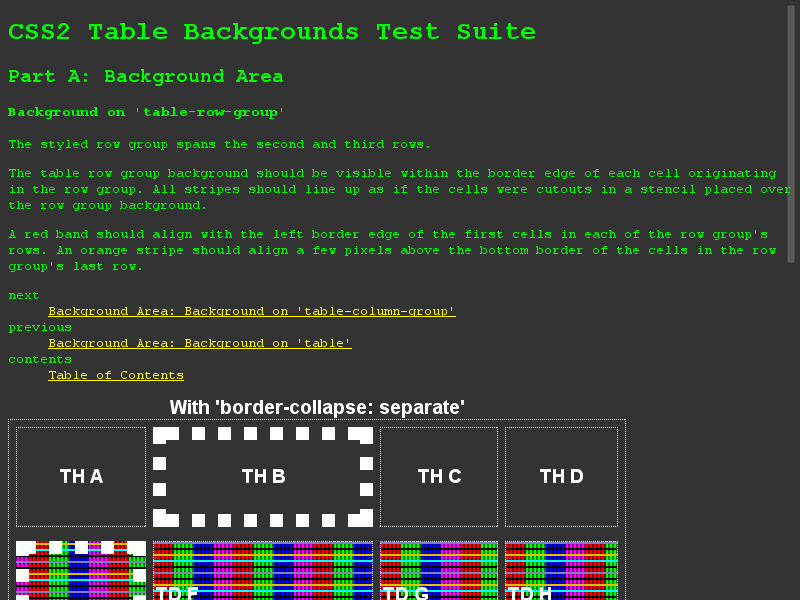 CSS2 Table Backgrounds Test Suite
Part A: Background Area
Background on 'table-row-group'
The styled row group spans the second and third rows.
The table row group background should be visible within the border edge of each cell originating
in the row group. All stripes should line up as if the cells were cutouts in a stencil placed over
the row group background.
A red band should align with the left border edge of the first cells in each of the row group's
rows. An orange stripe should align a few pixels above the bottom border of the cells in the row
group's last row.
next
Background Area: Background on 'table-column-group'
previous
Background Area: Background on 'table'
contents
Table of Contents
With 'border-collapse: separate'
TH A TH B TH C TH D
TD F TD G TD H